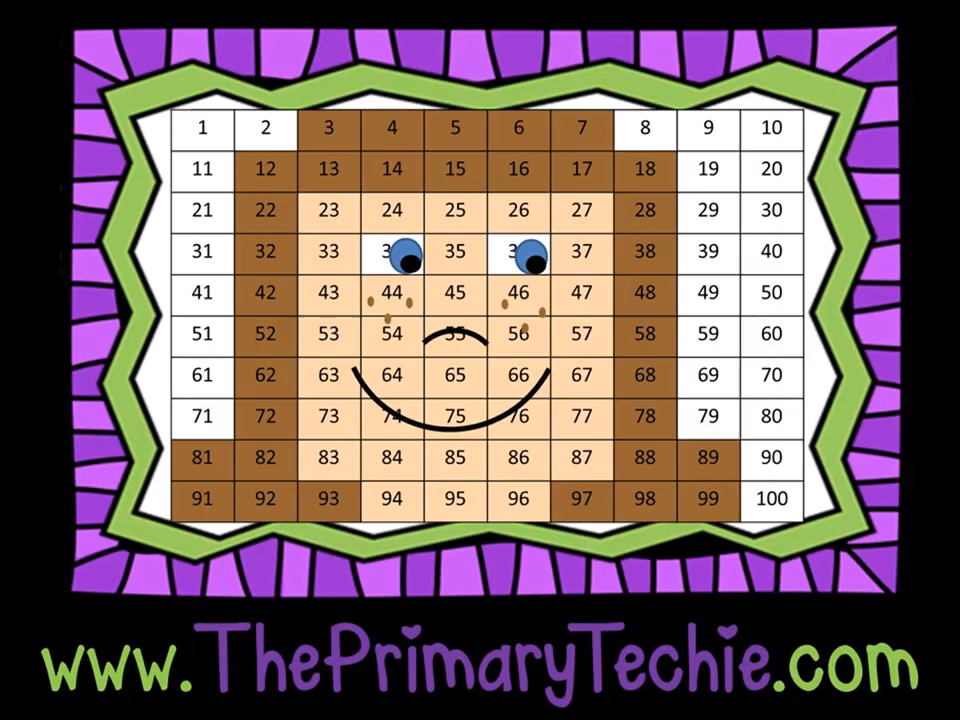 1 2 3 4 5 6 7 8 9 10
11 12 13 14 15 16 17 18 19 20
21 22 23 24 25 26 27 28 29 30
31 32 33 3 35 3 37 38 39 40
41 42 43 44 45 46 47 48 49 50
51 52 53 54 55 56 57 58 59 60
61 62 63 64 65 66 67 68 69 70
71 72 73 74 75 76 77 78 79 80
81 82 83 84 85 86 87 88 89 90
91 92 93 94 95 96 97 98 99 100
www.ThePrimaryTechie.com